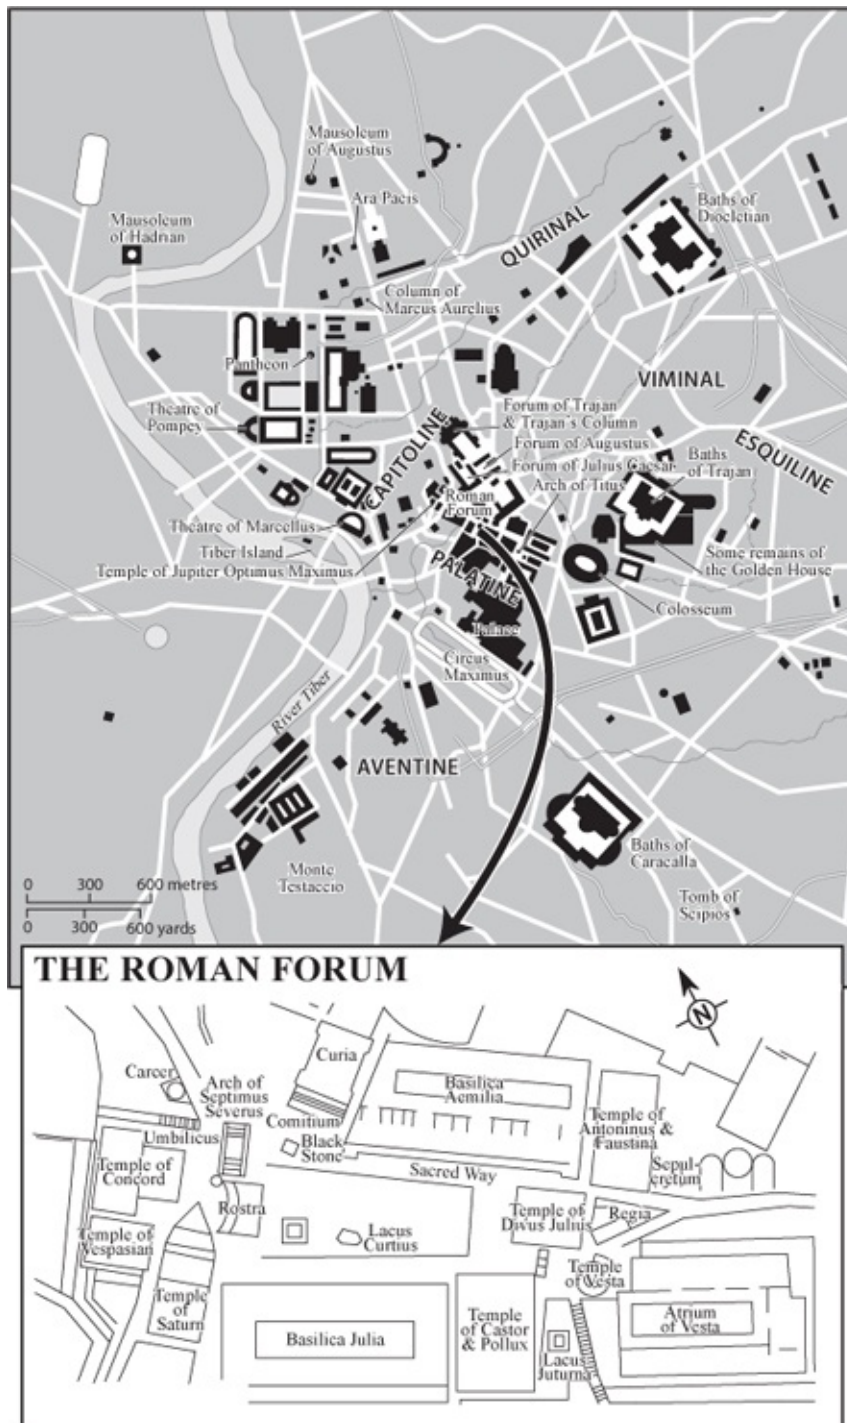 Mausoleum
of Augustus
Ara Pacis
Baths of
Diocletian
Mausoleum
of Hadrian
QUIRINAL
Column of
Marcus Aurelius
Pantheon
VIMINAL
Theatre of
Pompey
CAPITOLINE
Forum of Trajan
& Trajan's Column
Forum of Augustus
ESQUILINE
Forum of Julius Caesar
Baths
of Trajan
Arch of Titus
Roman
Forum
Theatre of Marcellus
Tiber Island
Temple of Jupiter Optimus Maximus
PALATINE
Some remains of
the Golden House
Colosseum
Palace
Circus
Maximus
River Tiber
AVENTINE
Baths of
Caracalla
Monte
Testaccio
Tomb of
Scipios
0 300 600 metres
0 300 600 yards
THE ROMAN FORUM
N
Carcer
Arch of
Septimus
Severus
Curia
Basilica
Aemilia
Comitium
Umbilicus
Black
Stone
Temple of
Antoninus &
Faustina
Temple of
Concord
Sacred Way
Sepul-
cretum
Rostra
Lacus
Curtius
Temple of
Divus Julius
Regia
Temple of
Vespasian
Temple
of Vesta
Temple
of
Saturn
Basilica Julia
Temple
of Castor
& Pollux
Lacus
Juturna
Atrium
of Vesta